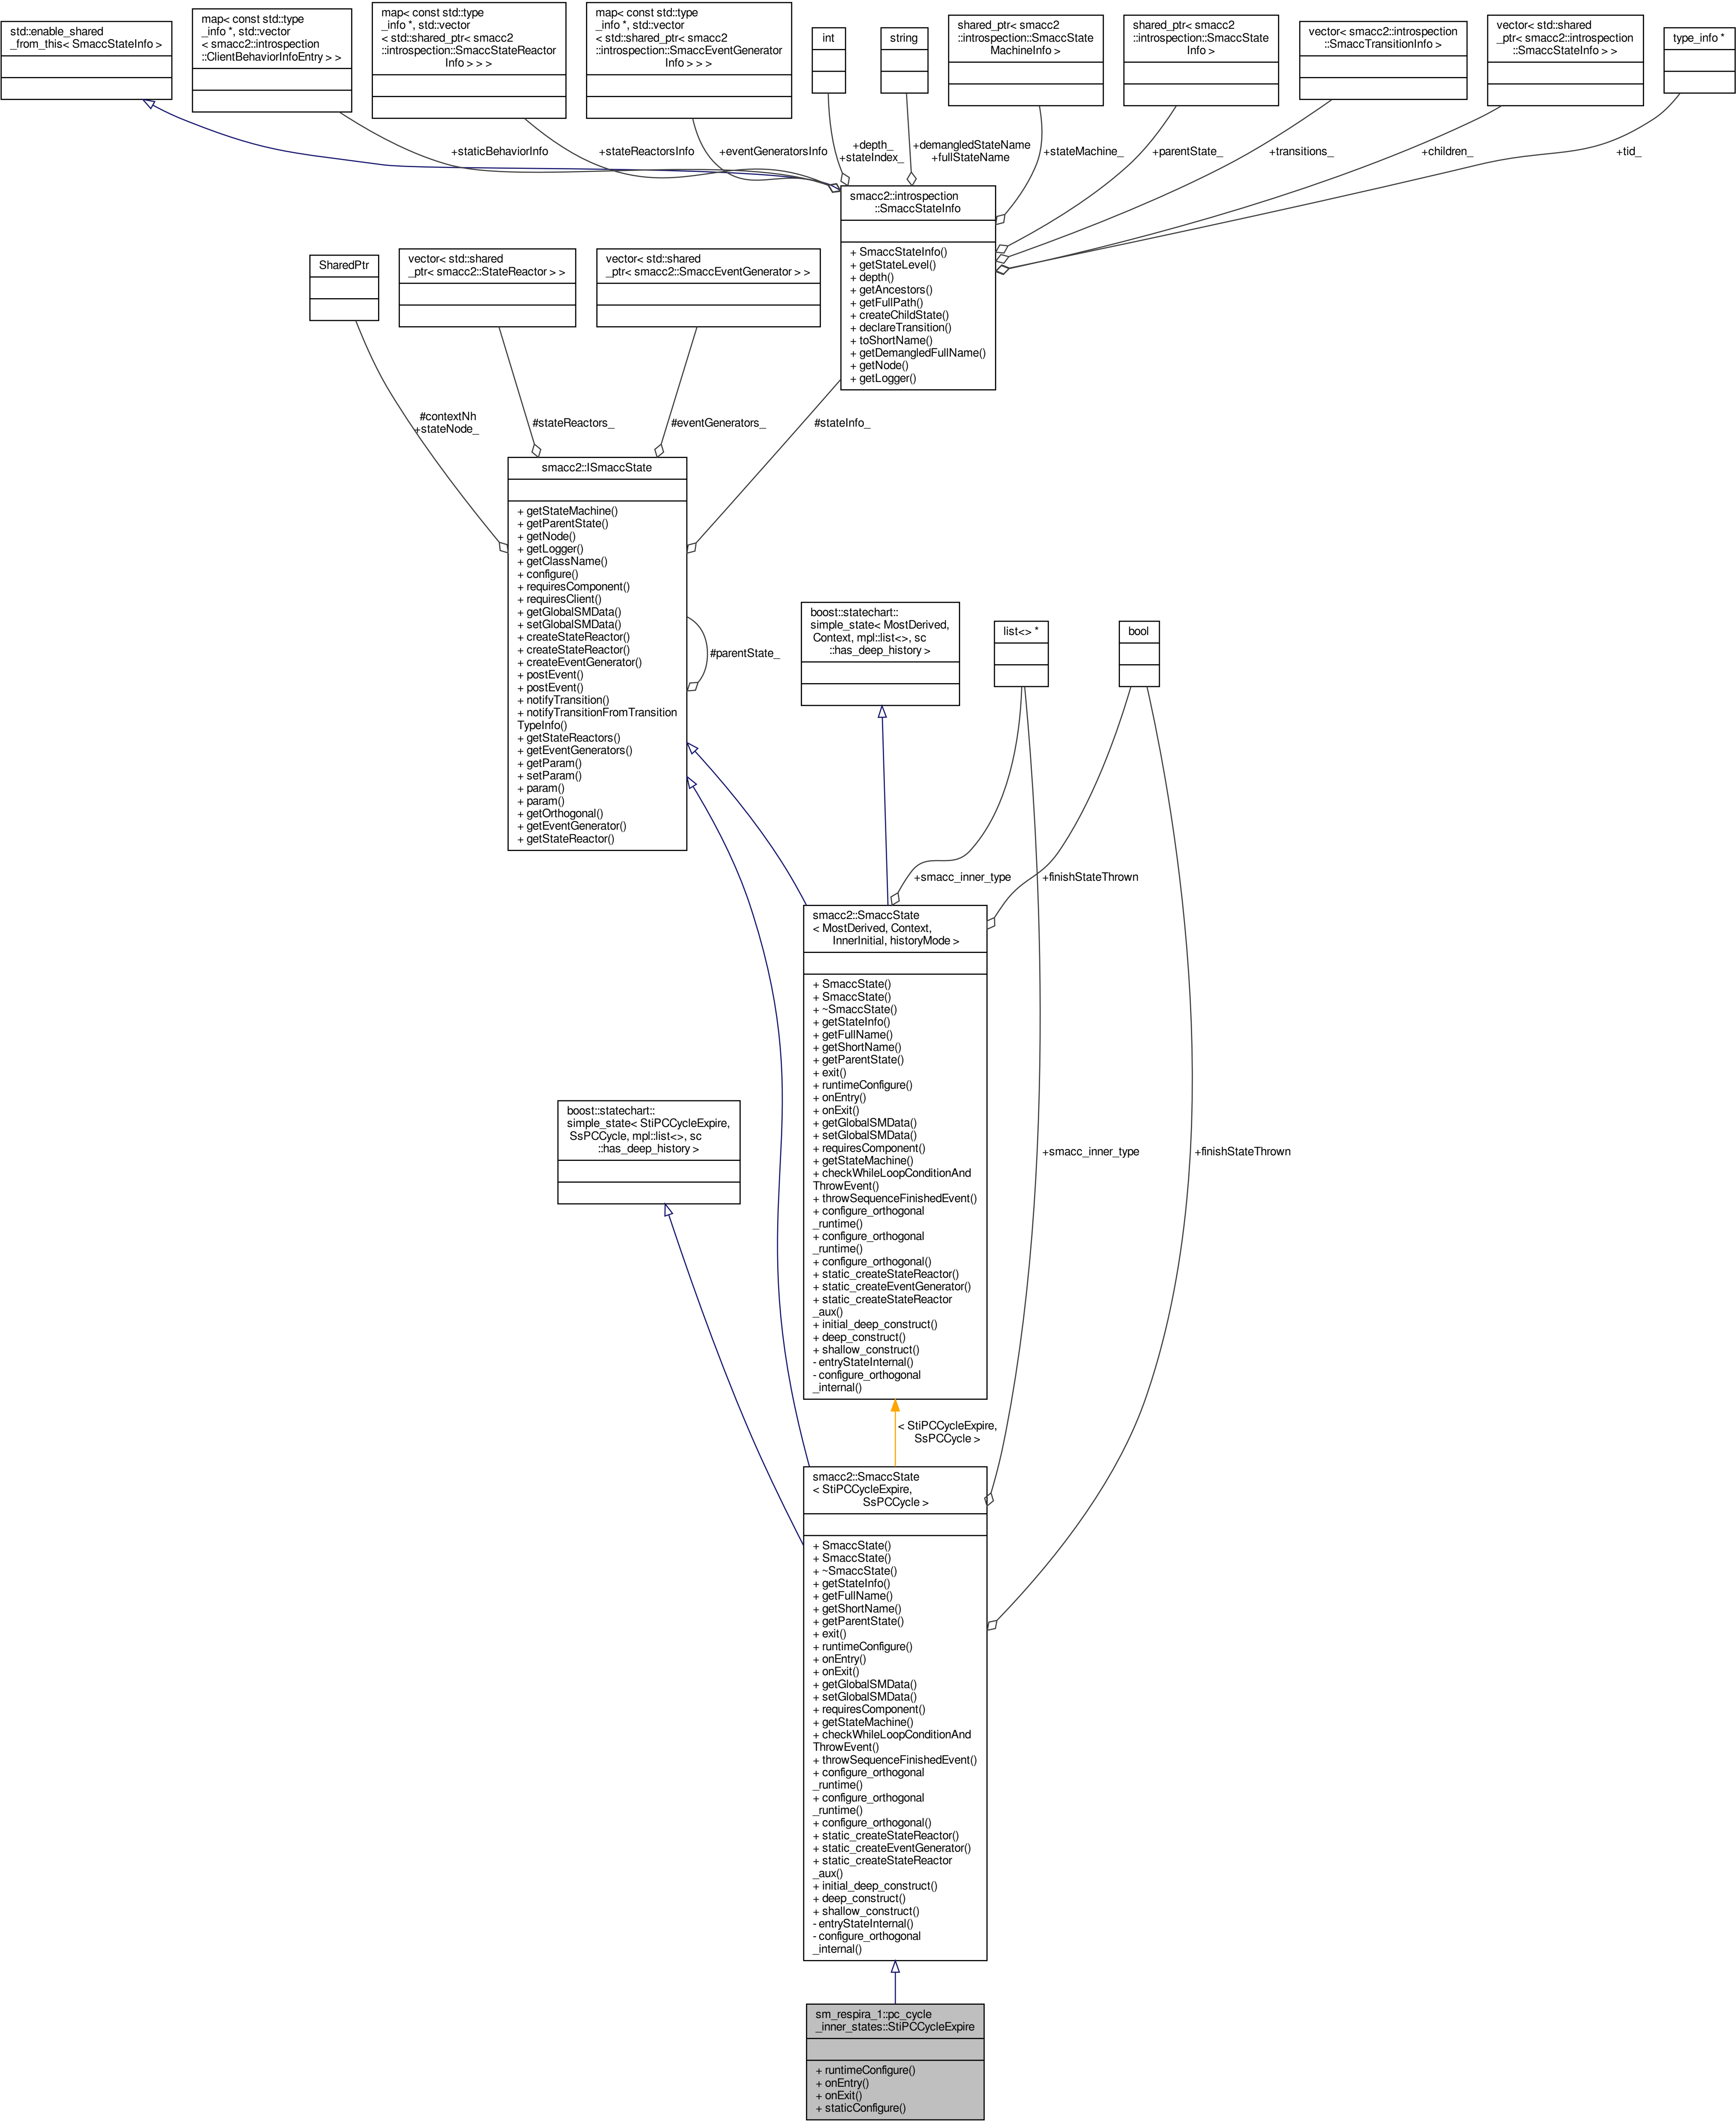 std::enable_shared
_from_this< SmaccStateInfo >
map< const std::type
_info *, std::vector
< smacc2::introspection
::ClientBehaviorInfoEntry > >
map< const std::type
_info *, std::vector
< std::shared_ptr< smacc2
::introspection::SmaccStateReactor
Info > > >
map< const std::type
_info *, std::vector
< std::shared_ptr< smacc2
::introspection::SmaccEventGenerator
Info > > >
int
string
shared_ptr< smacc2
::introspection::SmaccState
MachineInfo >
shared_ptr< smacc2
::introspection::SmaccState
Info >
vector< smacc2::introspection
::SmaccTransitionInfo >
vector< std::shared
_ptr< smacc2::introspection
::SmaccStateInfo > >
type_info *
+staticBehaviorInfo
+stateReactorsInfo
+eventGeneratorsInfo
+depth_
+stateIndex_
+demangledStateName
+fullStateName
+stateMachine_
+parentState_
+transitions_
+children_
+tid_
smacc2::introspection
::SmaccStateInfo
+ SmaccStateInfo()
+ getStateLevel()
+ depth()
+ getAncestors()
+ getFullPath()
+ createChildState()
+ declareTransition()
+ toShortName()
+ getDemangledFullName()
+ getNode()
+ getLogger()
SharedPtr
vector< std::shared
_ptr< smacc2::StateReactor > >
vector< std::shared
_ptr< smacc2::SmaccEventGenerator > >
#contextNh
+stateNode_
#stateReactors_
#eventGenerators_
#stateInfo_
smacc2::ISmaccState
+ getStateMachine()
+ getParentState()
+ getNode()
+ getLogger()
+ getClassName()
+ configure()
+ requiresComponent()
+ requiresClient()
+ getGlobalSMData()
+ setGlobalSMData()
+ createStateReactor()
+ createStateReactor()
+ createEventGenerator()
+ postEvent()
+ postEvent()
+ notifyTransition()
+ notifyTransitionFromTransition
TypeInfo()
+ getStateReactors()
+ getEventGenerators()
+ getParam()
+ setParam()
+ param()
+ param()
+ getOrthogonal()
+ getEventGenerator()
+ getStateReactor()
#parentState_
boost::statechart::
simple_state< MostDerived,
Context, mpl::list<>, sc
::has_deep_history >
list<> *
bool
+smacc_inner_type
+finishStateThrown
smacc2::SmaccState
< MostDerived, Context,
InnerInitial, historyMode >
+ SmaccState()
+ SmaccState()
+ ~SmaccState()
+ getStateInfo()
+ getFullName()
+ getShortName()
+ getParentState()
+ exit()
+ runtimeConfigure()
+ onEntry()
+ onExit()
+ getGlobalSMData()
+ setGlobalSMData()
+ requiresComponent()
+ getStateMachine()
+ checkWhileLoopConditionAnd
ThrowEvent()
+ throwSequenceFinishedEvent()
+ configure_orthogonal
_runtime()
+ configure_orthogonal
_runtime()
+ configure_orthogonal()
+ static_createStateReactor()
+ static_createEventGenerator()
+ static_createStateReactor
_aux()
+ initial_deep_construct()
+ deep_construct()
+ shallow_construct()
- entryStateInternal()
- configure_orthogonal
_internal()
boost::statechart::
simple_state< StiPCCycleExpire,
SsPCCycle, mpl::list<>, sc
::has_deep_history >
+smacc_inner_type
+finishStateThrown
< StiPCCycleExpire,
SsPCCycle >
smacc2::SmaccState
< StiPCCycleExpire,
SsPCCycle >
+ SmaccState()
+ SmaccState()
+ ~SmaccState()
+ getStateInfo()
+ getFullName()
+ getShortName()
+ getParentState()
+ exit()
+ runtimeConfigure()
+ onEntry()
+ onExit()
+ getGlobalSMData()
+ setGlobalSMData()
+ requiresComponent()
+ getStateMachine()
+ checkWhileLoopConditionAnd
ThrowEvent()
+ throwSequenceFinishedEvent()
+ configure_orthogonal
_runtime()
+ configure_orthogonal
_runtime()
+ configure_orthogonal()
+ static_createStateReactor()
+ static_createEventGenerator()
+ static_createStateReactor
_aux()
+ initial_deep_construct()
+ deep_construct()
+ shallow_construct()
- entryStateInternal()
- configure_orthogonal
_internal()
sm_respira_1::pc_cycle
_inner_states::StiPCCycleExpire
+ runtimeConfigure()
+ onEntry()
+ onExit()
+ staticConfigure()